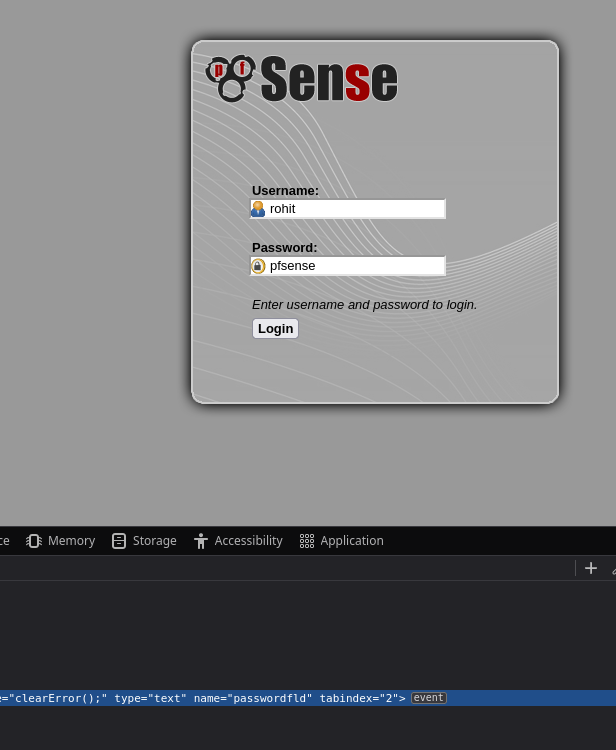 pf Sense
Username:
rohit
Password:
pfsense
Enter username and password to login.
Login
ce Memory Storage Accessibility Application
e="clearError();" type="text" name="passwordfld" tabindex="2"> event